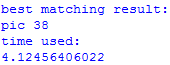 best matching result:
pic 38
time used:
4.12456406022